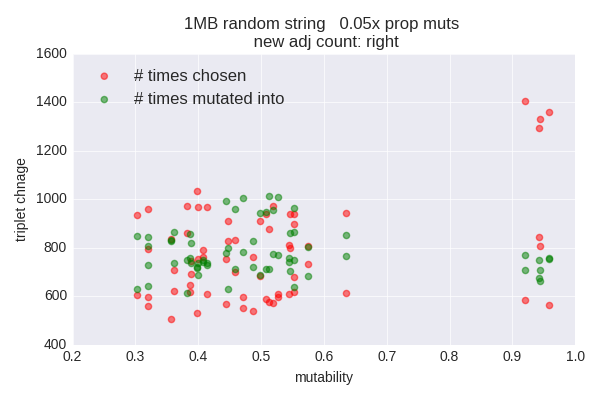 1MB random string   0.05x prop muts
new adj count: right
1600
1400
1200
1000
800
600
400
# times chosen
# times mutated into
triplet chnage
0.2 0.3 0.4 0.5 0.6 0.7 0.8 0.9 1.0
mutability